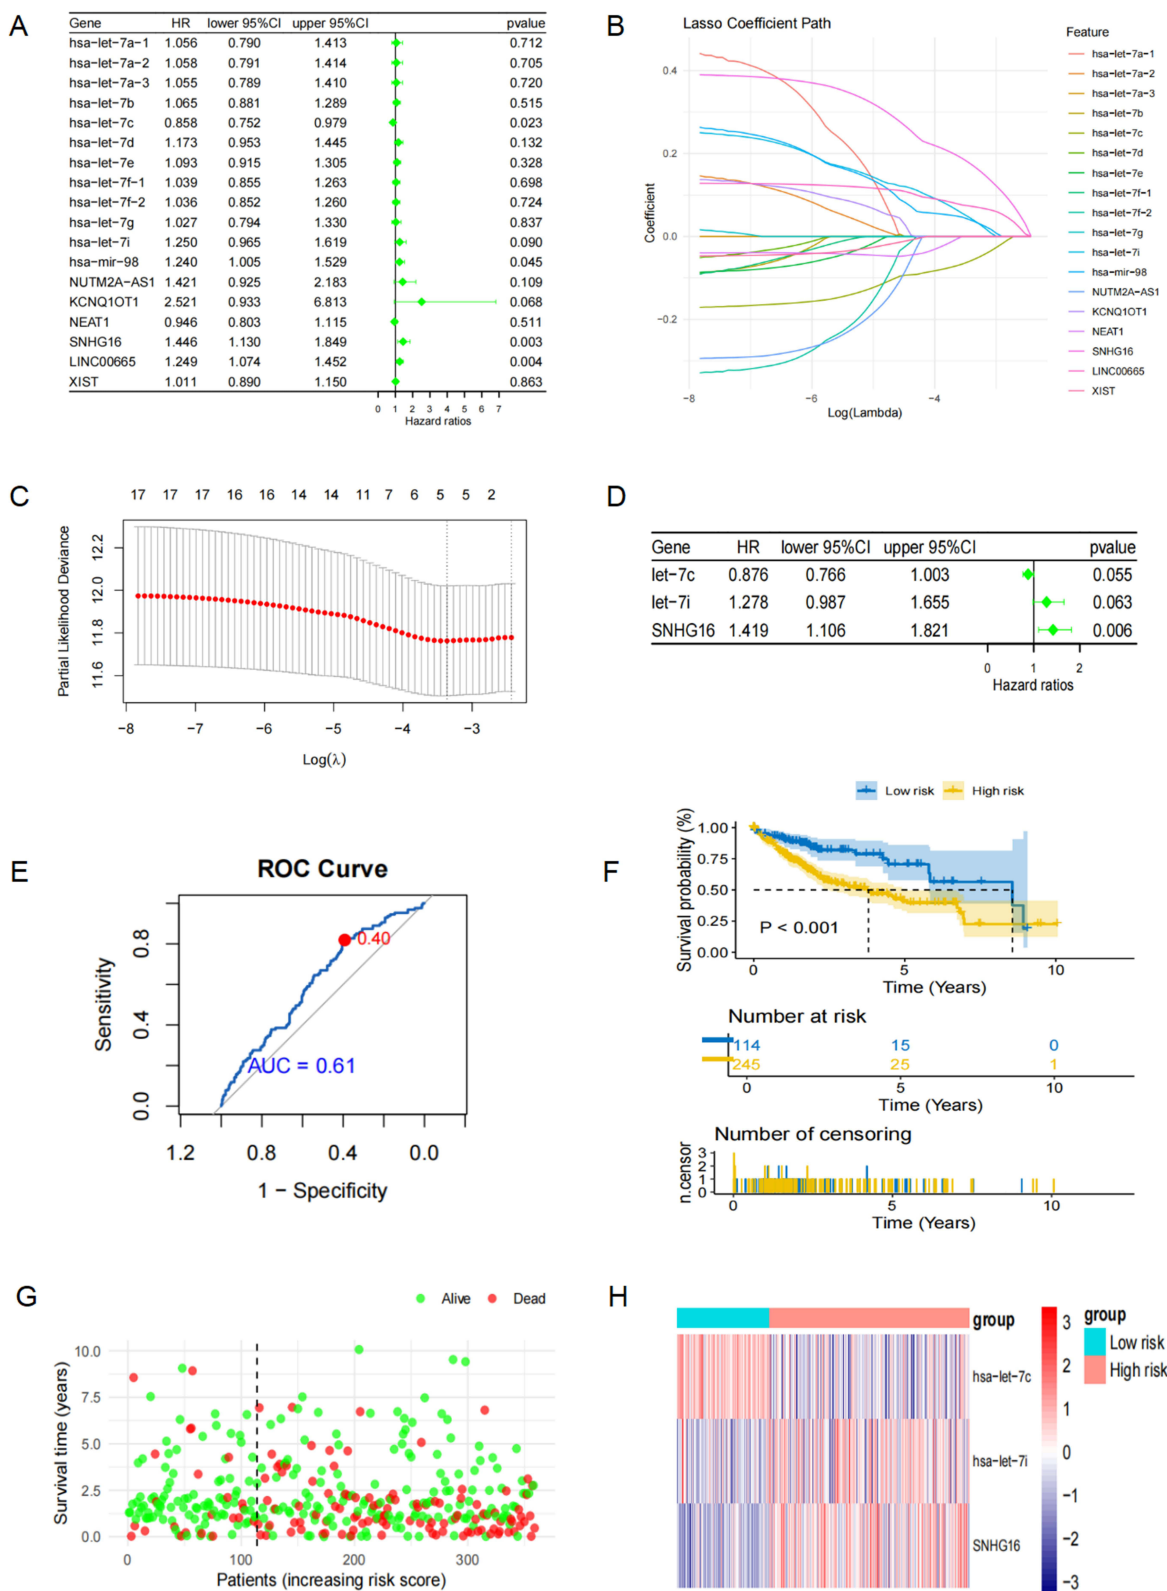 A
Gene HR lower 95%CI upper 95%CI pvalue
hsa-let-7a-1 1.056 0.790 1.413 0.712
hsa-let-7a-2 1.058 0.791 1.414 0.705
hsa-let-7a-3 1.055 0.789 1.410 0.720
hsa-let-7b 1.065 0.881 1.289 0.515
hsa-let-7c 0.858 0.752 0.979 0.023
hsa-let-7d 1.173 0.953 1.445 0.132
hsa-let-7e 1.093 0.915 1.305 0.328
hsa-let-7f-1 1.039 0.855 1.263 0.698
hsa-let-7f-2 1.036 0.852 1.260 0.724
hsa-let-7g 1.027 0.794 1.330 0.837
hsa-let-7i 1.250 0.965 1.619 0.090
hsa-mir-98 1.240 1.005 1.529 0.045
NUTM2A-AS1 1.421 0.925 2.183 0.109
KCNQ1OT1 2.521 0.933 6.813 0.068
NEAT1 0.946 0.803 1.115 0.511
SNHG16 1.446 1.130 1.849 0.003
LINC00665 1.249 1.074 1.452 0.004
XIST 1.011 0.890 1.150 0.863
0 1 2 3 4 5 6 7
Hazard ratios
B
Lasso Coefficient Path
Coefficient
0.4
0.2
0.0
-0.2
-8 -6 -4
Log(Lambda)
Feature
hsa-let-7a-1
hsa-let-7a-2
hsa-let-7a-3
hsa-let-7b
hsa-let-7c
hsa-let-7d
hsa-let-7e
hsa-let-7f-1
hsa-let-7f-2
hsa-let-7g
hsa-let-7i
hsa-mir-98
NUTM2A-AS1
KCNQ1OT1
NEAT1
SNHG16
LINC00665
XIST
C
17 17 17 16 16 14 14 11 7 6 5 5 2
Partial Likelihood Deviance
12.2
12.0
11.8
11.6
-8 -7 -6 -5 -4 -3
Log(λ)
D
Gene HR lower 95%CI upper 95%CI pvalue
let-7c 0.876 0.766 1.003 0.055
let-7i 1.278 0.987 1.655 0.063
SNHG16 1.419 1.106 1.821 0.006
0 1 2
Hazard ratios
E
ROC Curve
Sensitivity
0.8
0.4
0.0
0.40
AUC = 0.61
1.2 0.8 0.4 0.0
1 - Specificity
F
Low risk High risk
Survival probability (%)
1.00
0.75
0.50
0.25
0.00
P < 0.001
0 5 10
Time (Years)
Number at risk
114 15 0
245 25 1
0 5 10
Time (Years)
Number of censoring
n.censor
3
2
1
0
0 5 10
Time (Years)
G
Alive Dead
Survival time (years)
10.0
7.5
5.0
2.5
0.0
0 100 200 300
Patients (increasing risk score)
H
group
hsa-let-7c
hsa-let-7i
SNHG16
3
2
1
0
-1
-2
-3
group
Low risk
High risk